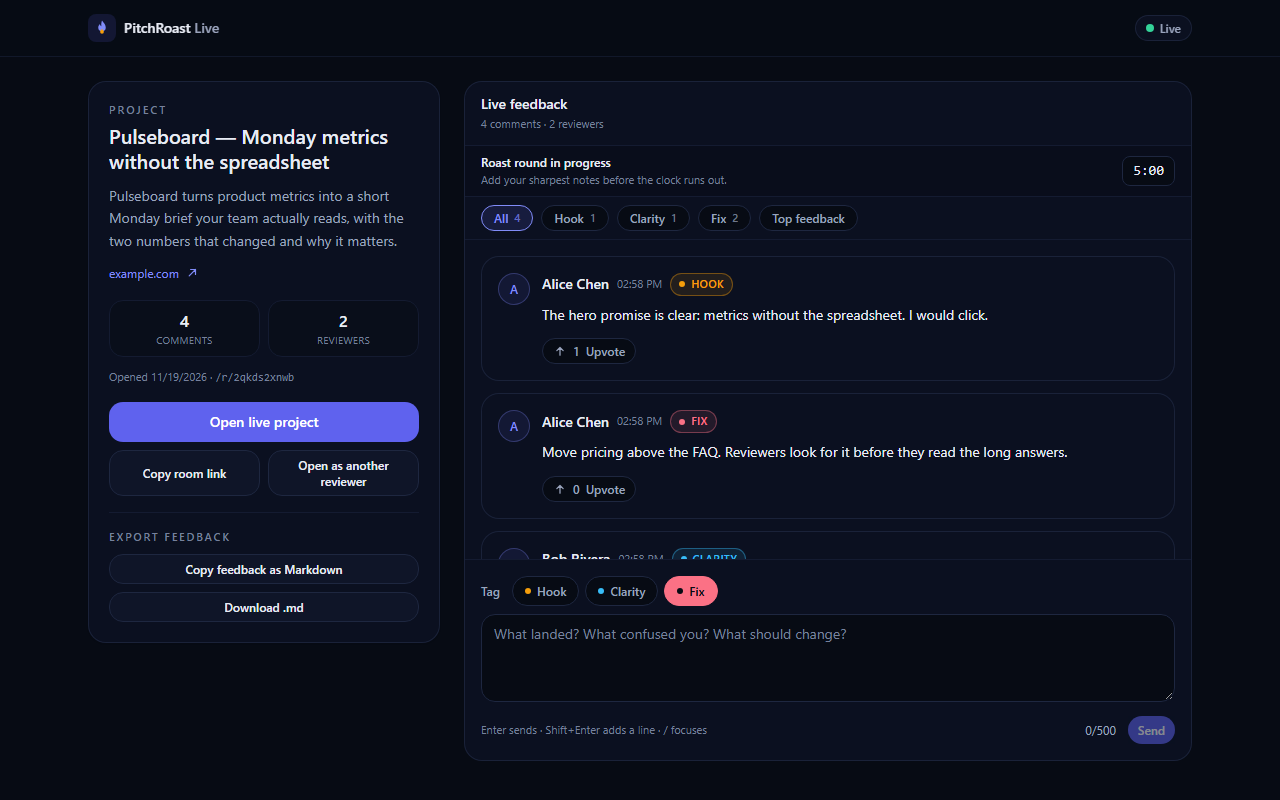 PitchRoast Live
Live
PROJECT
Pulseboard — Monday metrics
without the spreadsheet
Pulseboard turns product metrics into a short
Monday brief your team actually reads, with the
two numbers that changed and why it matters.
example.com ↗
4
COMMENTS
2
REVIEWERS
Opened 11/19/2026 · /r/2qkds2xnwb
Open live project
Copy room link
Open as another
reviewer
EXPORT FEEDBACK
Copy feedback as Markdown
Download .md
Live feedback
4 comments · 2 reviewers
Roast round in progress
Add your sharpest notes before the clock runs out.
5:00
All 4
Hook 1
Clarity 1
Fix 2
Top feedback
A
Alice Chen 02:58 PM HOOK
The hero promise is clear: metrics without the spreadsheet. I would click.
↑ 1 Upvote
A
Alice Chen 02:58 PM FIX
Move pricing above the FAQ. Reviewers look for it before they read the long answers.
↑ 0 Upvote
Bob Rivera 02:58 PM CLARITY
Tag Hook Clarity Fix
What landed? What confused you? What should change?
Enter sends · Shift+Enter adds a line · / focuses
0/500
Send